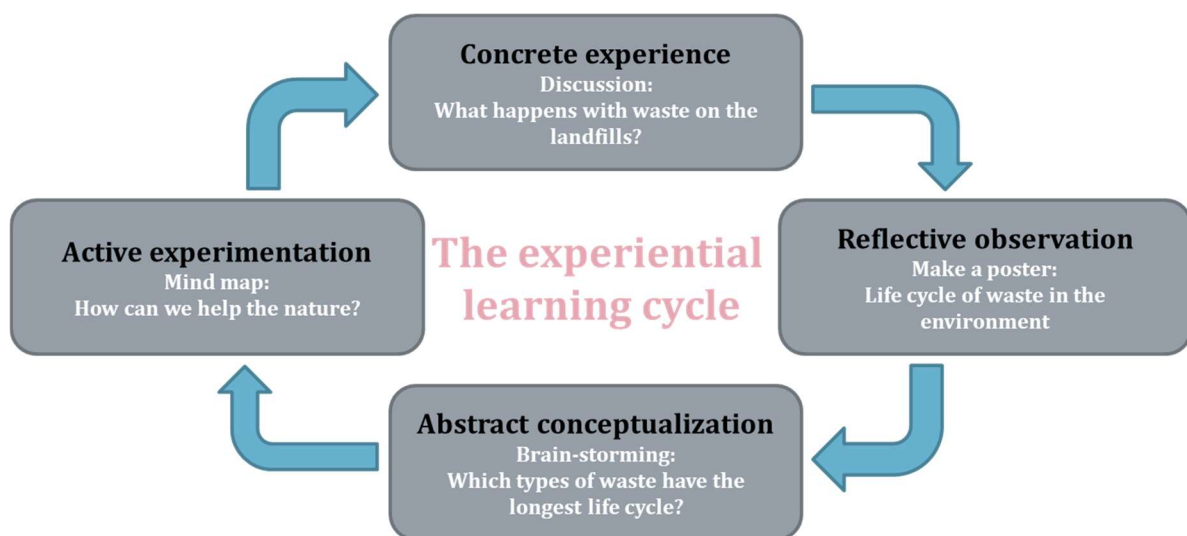 Concrete experience
Discussion:
What happens with waste on the
landfills?
Active experimentation
Mind map:
How can we help the nature?
The experiential
learning cycle
Reflective observation
Make a poster:
Life cycle of waste in the
environment
Abstract conceptualization
Brain-storming:
Which types of waste have the
longest life cycle?